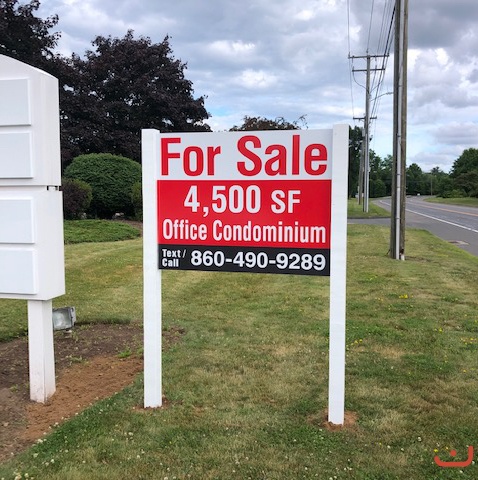 For Sale
4,500 SF
Office Condominium
Text / Call 860-490-9289